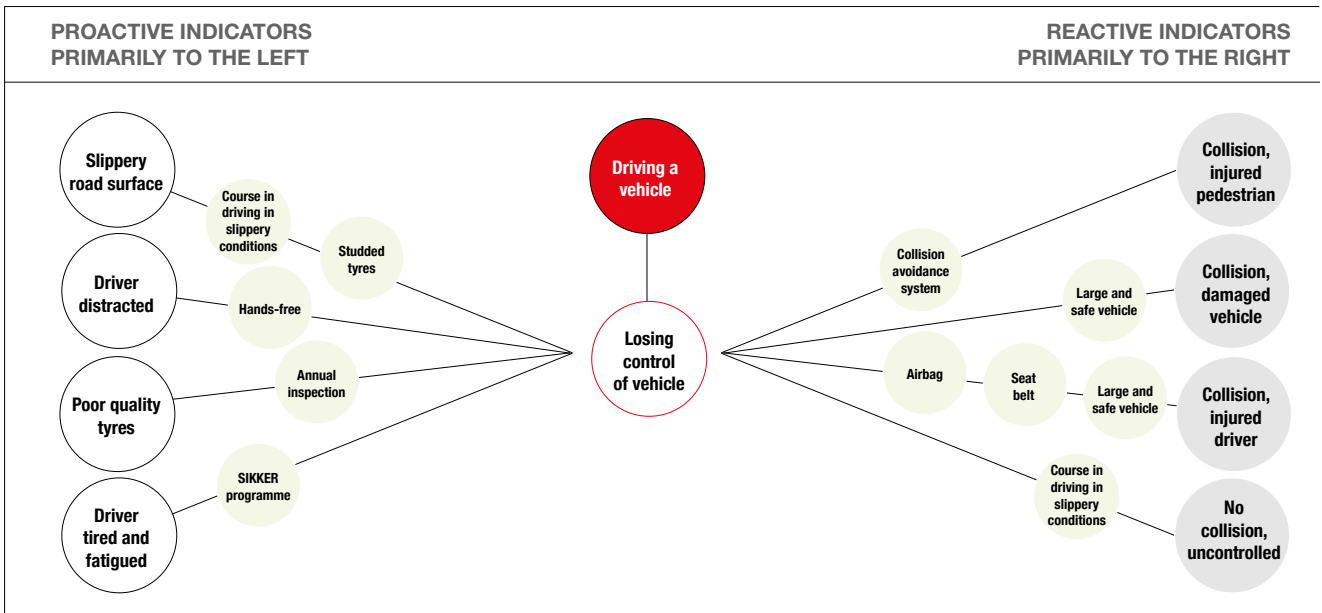 PROACTIVE INDICATORS
PRIMARILY TO THE LEFT
REACTIVE INDICATORS
PRIMARILY TO THE RIGHT
Slippery
road surface
Course in
driving in
slippery
conditions
Studded
tyres
Driver
distracted
Hands-free
Poor quality
tyres
Annual
inspection
Driver
tired and
fatigued
SIKKER
programme
Driving a
vehicle
Losing
control
of vehicle
Collision
avoidance
system
Collision,
injured
pedestrian
Large and
safe vehicle
Collision,
damaged
vehicle
Airbag
Seat
belt
Large and
safe vehicle
Collision,
injured
driver
Course in
driving in
slippery
conditions
No
collision,
uncontrolled